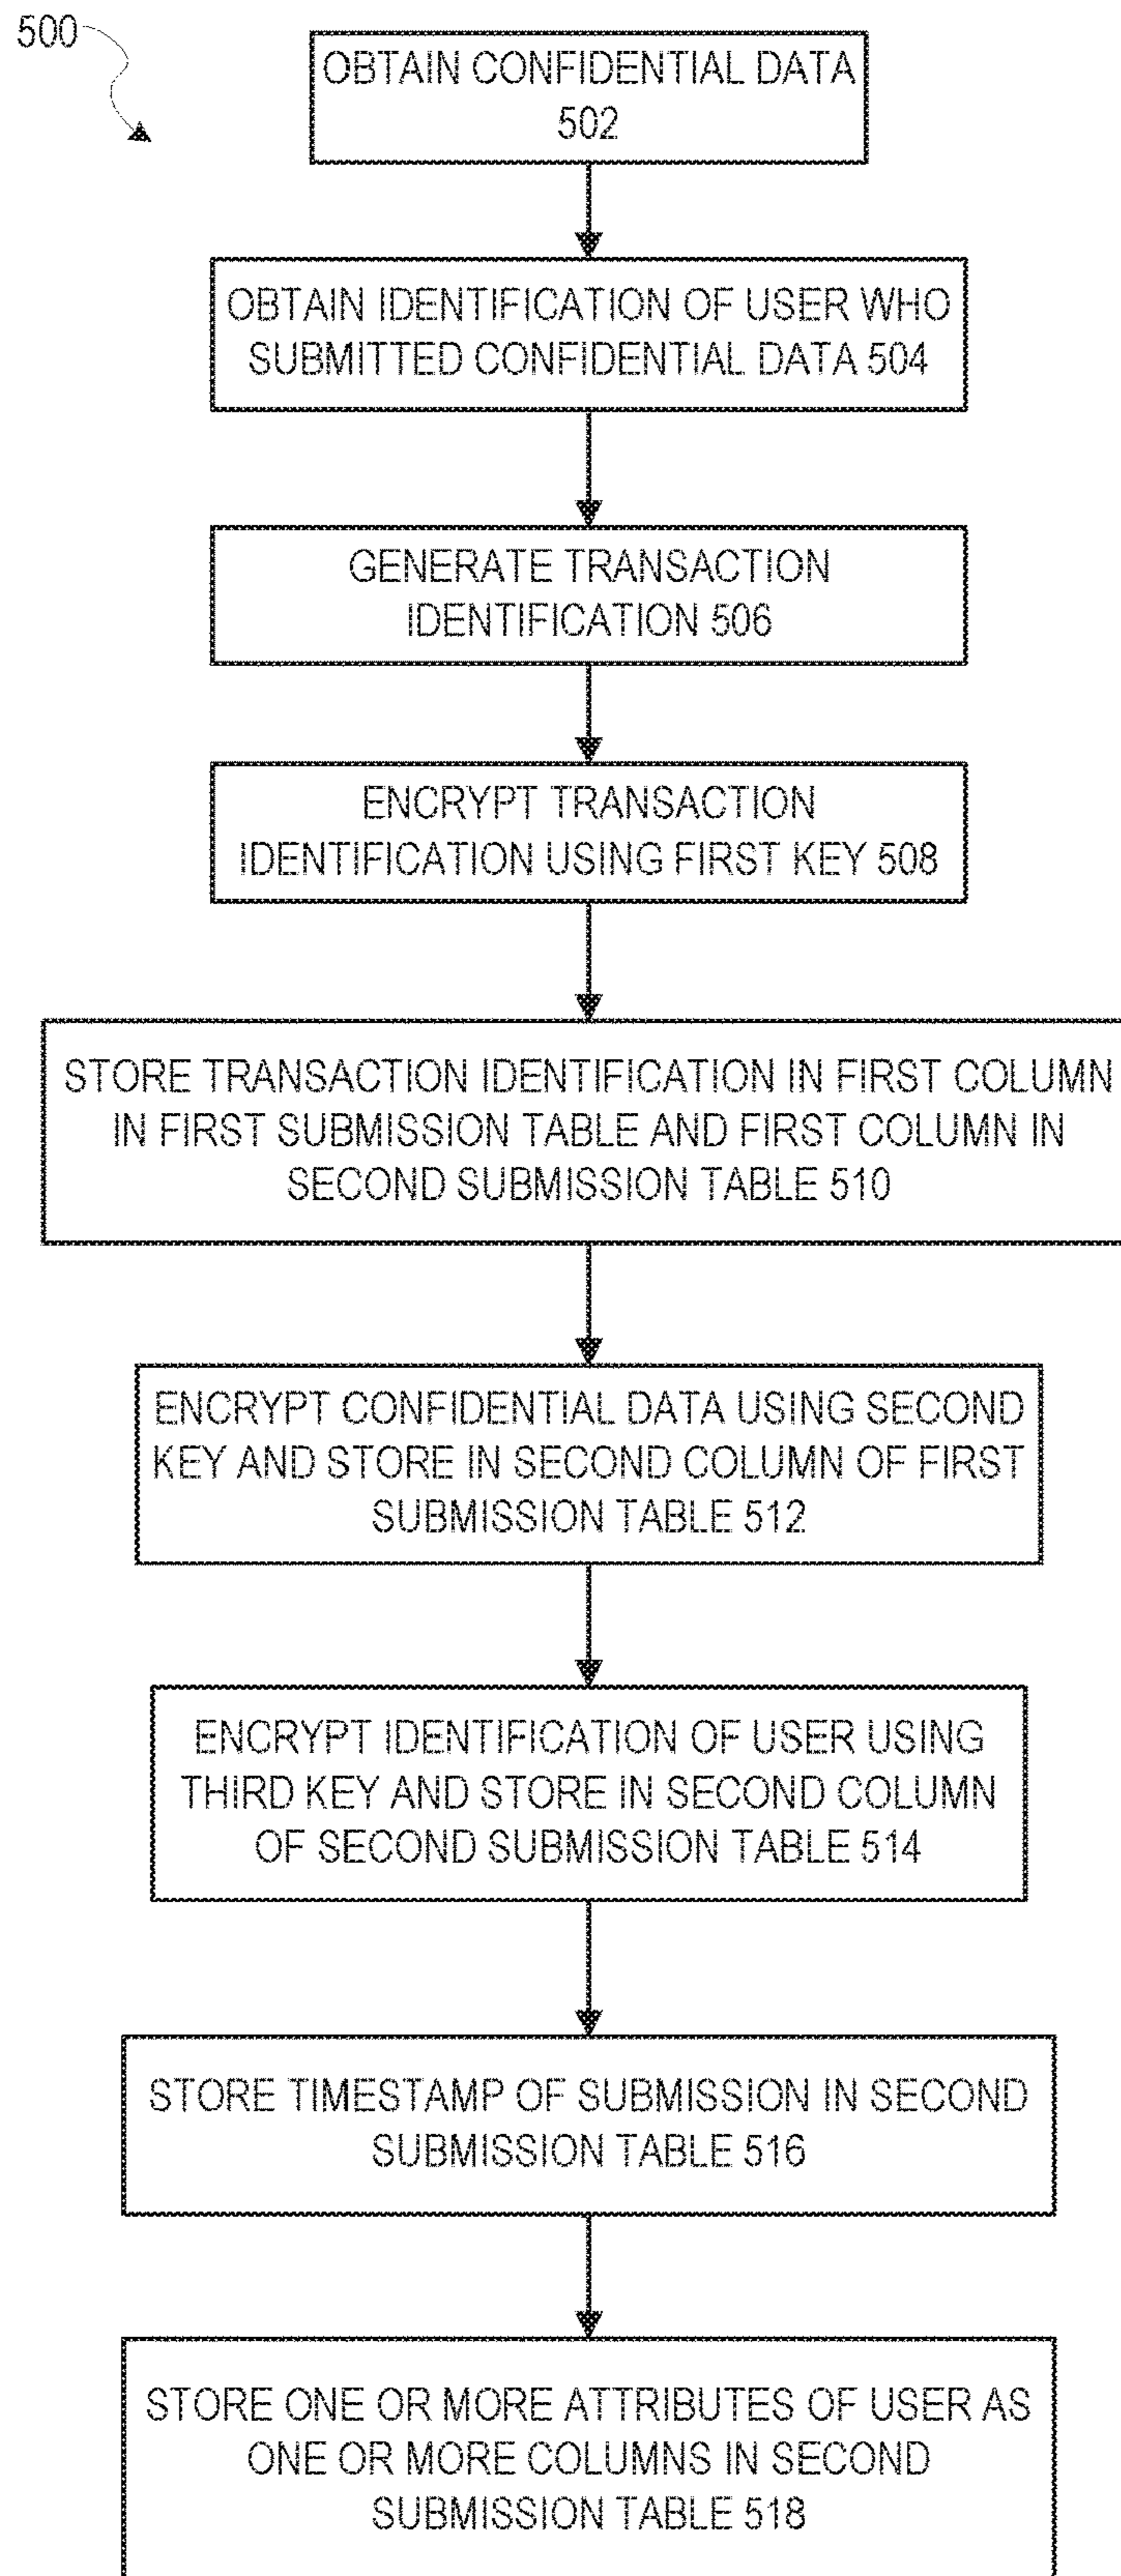 500
OBTAIN CONFIDENTIAL DATA
502
OBTAIN IDENTIFICATION OF USER WHO
SUBMITTED CONFIDENTIAL DATA 504
GENERATE TRANSACTION
IDENTIFICATION 506
ENCRYPT TRANSACTION
IDENTIFICATION USING FIRST KEY 508
STORE TRANSACTION IDENTIFICATION IN FIRST COLUMN
IN FIRST SUBMISSION TABLE AND FIRST COLUMN IN
SECOND SUBMISSION TABLE 510
ENCRYPT CONFIDENTIAL DATA USING SECOND
KEY AND STORE IN SECOND COLUMN OF FIRST
SUBMISSION TABLE 512
ENCRYPT IDENTIFICATION OF USER USING
THIRD KEY AND STORE IN SECOND COLUMN
OF SECOND SUBMISSION TABLE 514
STORE TIMESTAMP OF SUBMISSION IN SECOND
SUBMISSION TABLE 516
STORE ONE OR MORE ATTRIBUTES OF USER AS
ONE OR MORE COLUMNS IN SECOND
SUBMISSION TABLE 518